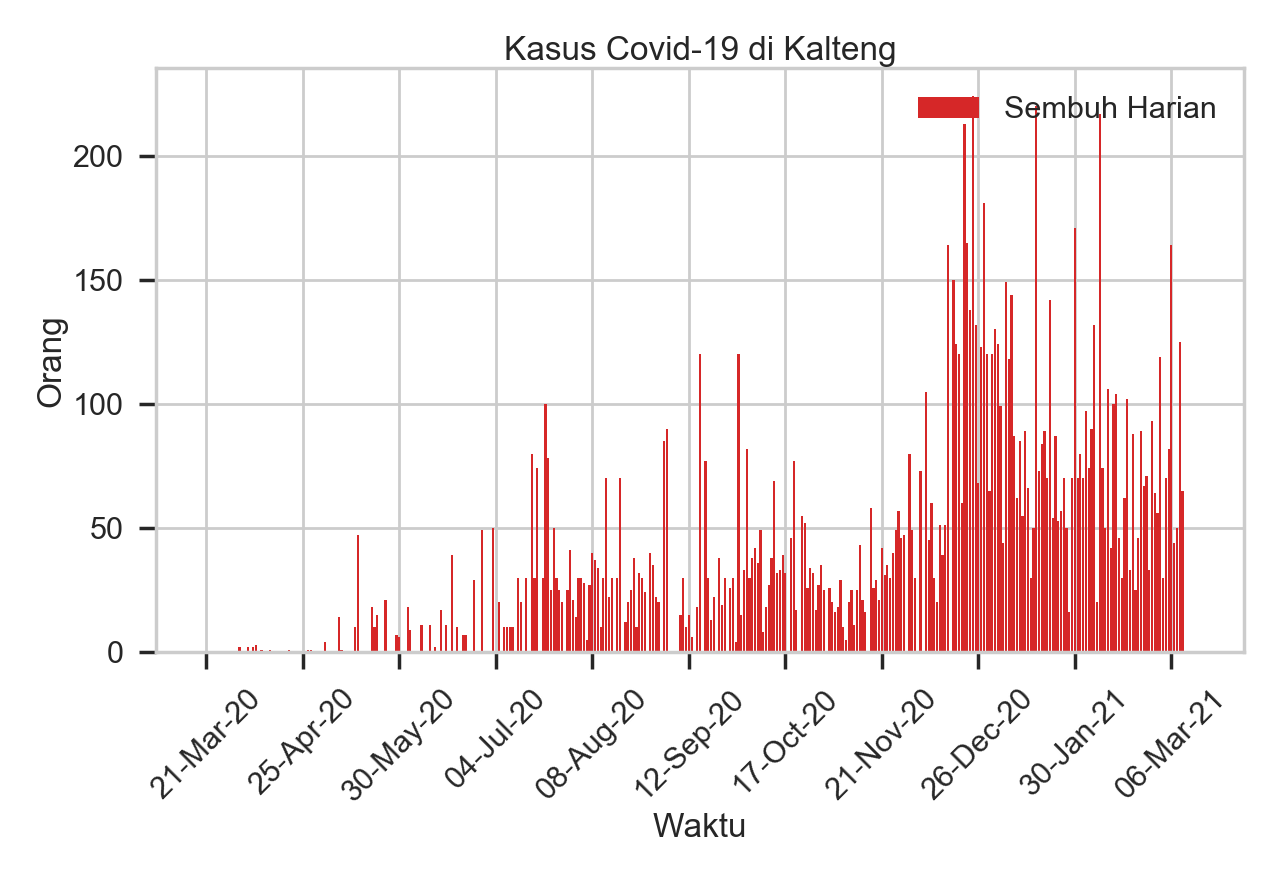 Kasus Covid-19 di Kalteng
Sembuh Harian
Orang
200
150
100
50
0
21-Mar-20
25-Apr-20
30-May-20
04-Jul-20
08-Aug-20
12-Sep-20
17-Oct-20
21-Nov-20
26-Dec-20
30-Jan-21
06-Mar-21
Waktu